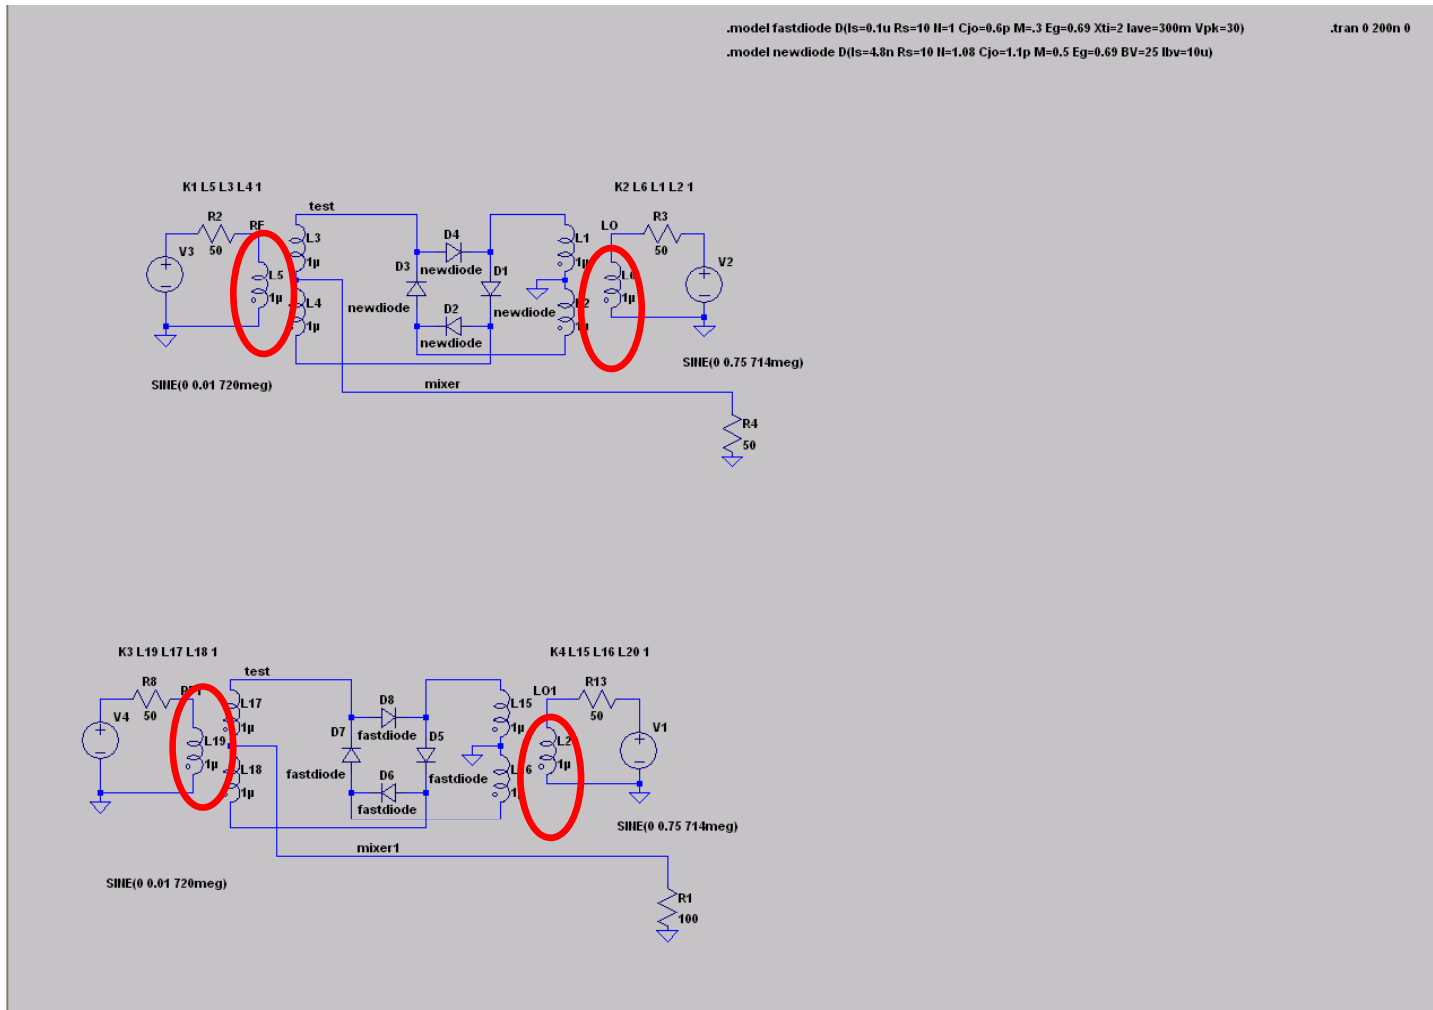 .model fastdiode D(Is=0.1u Rs=10 N=1 Cjo=0.6p M=.3 Eg=0.69 Xti=2 Iave=300m Vpk=30)
.tran 0 200n 0
.model newdiode D(Is=4.8n Rs=10 N=1.08 Cjo=1.1p M=0.5 Eg=0.69 BV=25 Ibv=10u)
K1 L5 L3 L4 1
K2 L6 L1 L2 1
test
R2
50
RF
V3
L5
1µ
L3
1µ
L4
1µ
D4
newdiode
D3
newdiode
D1
newdiode
D2
newdiode
L1
1µ
LO
R3
50
V2
1µ
SINE(0 0.75 714meg)
SINE(0 0.01 720meg)
mixer
R4
50
K3 L19 L17 L18 1
K4 L15 L16 L20 1
test
R8
50
V4
L19
1µ
L17
1µ
L18
1µ
D8
fastdiode
D7
fastdiode
D5
fastdiode
D6
fastdiode
L15
1µ
LO1
R13
50
V1
1µ
SINE(0 0.75 714meg)
mixer1
SINE(0 0.01 720meg)
R1
100